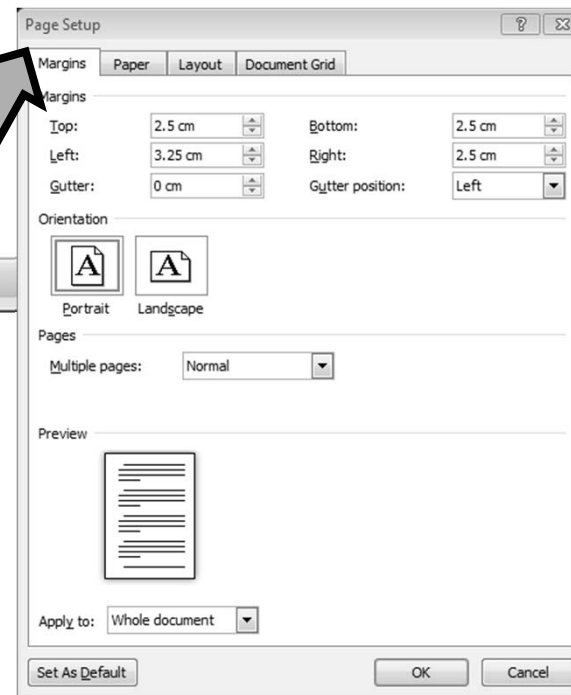 Page Setup
Margins Paper Layout Document Grid
Margins
Top: 2.5 cm Bottom: 2.5 cm
Left: 3.25 cm Right: 2.5 cm
Gutter: 0 cm Gutter position: Left
Orientation
A A
Portrait Landscape
Pages
Multiple pages: Normal
Preview
Apply to: Whole document
Set As Default OK Cancel